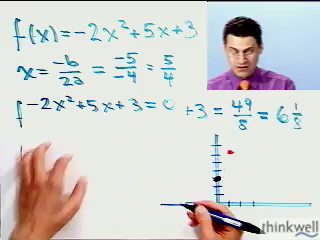 f(x)=-2x²+5x+3
x = -b/2a = -5/-4 = 5/4
f -2x²+5x+3=0 +3 = 49/8 = 6 1/8
thinkwell